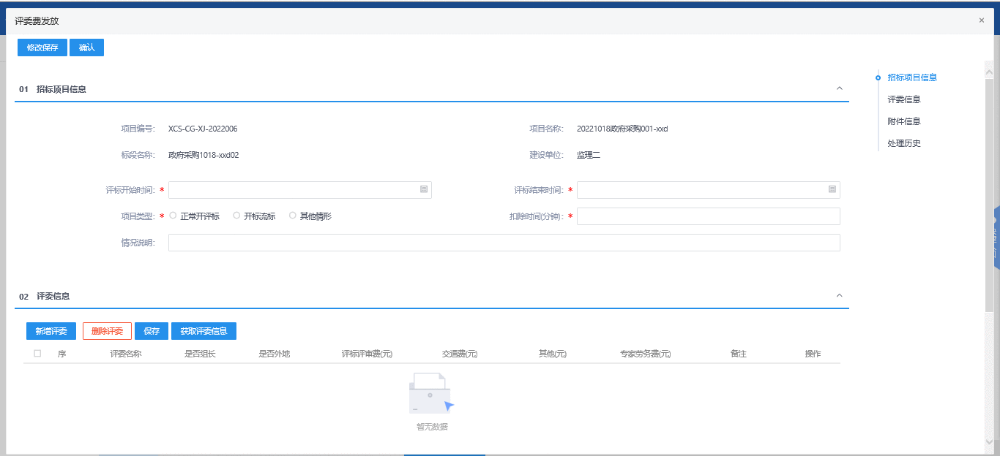 评委费发放
修改保存 确认
01 招标项目信息
项目编号: XCS-CG-XJ-2022006 项目名称: 20221018政府采购001-xxd
标段名称: 政府采购1018-xxd02 建设单位: 监理二
评标开始时间: * 评标结束时间: *
项目类型: * 正常开评标 开标流标 其他情形 扣除时间(分钟): *
情况说明:
02 评委信息
新增评委 删除评委 保存 获取评委信息
序 评委名称 是否组长 是否外地 评标评审费(元) 交通费(元) 其他(元) 专家劳务费(元) 备注 操作
暂无数据
招标项目信息
评委信息
附件信息
处理历史